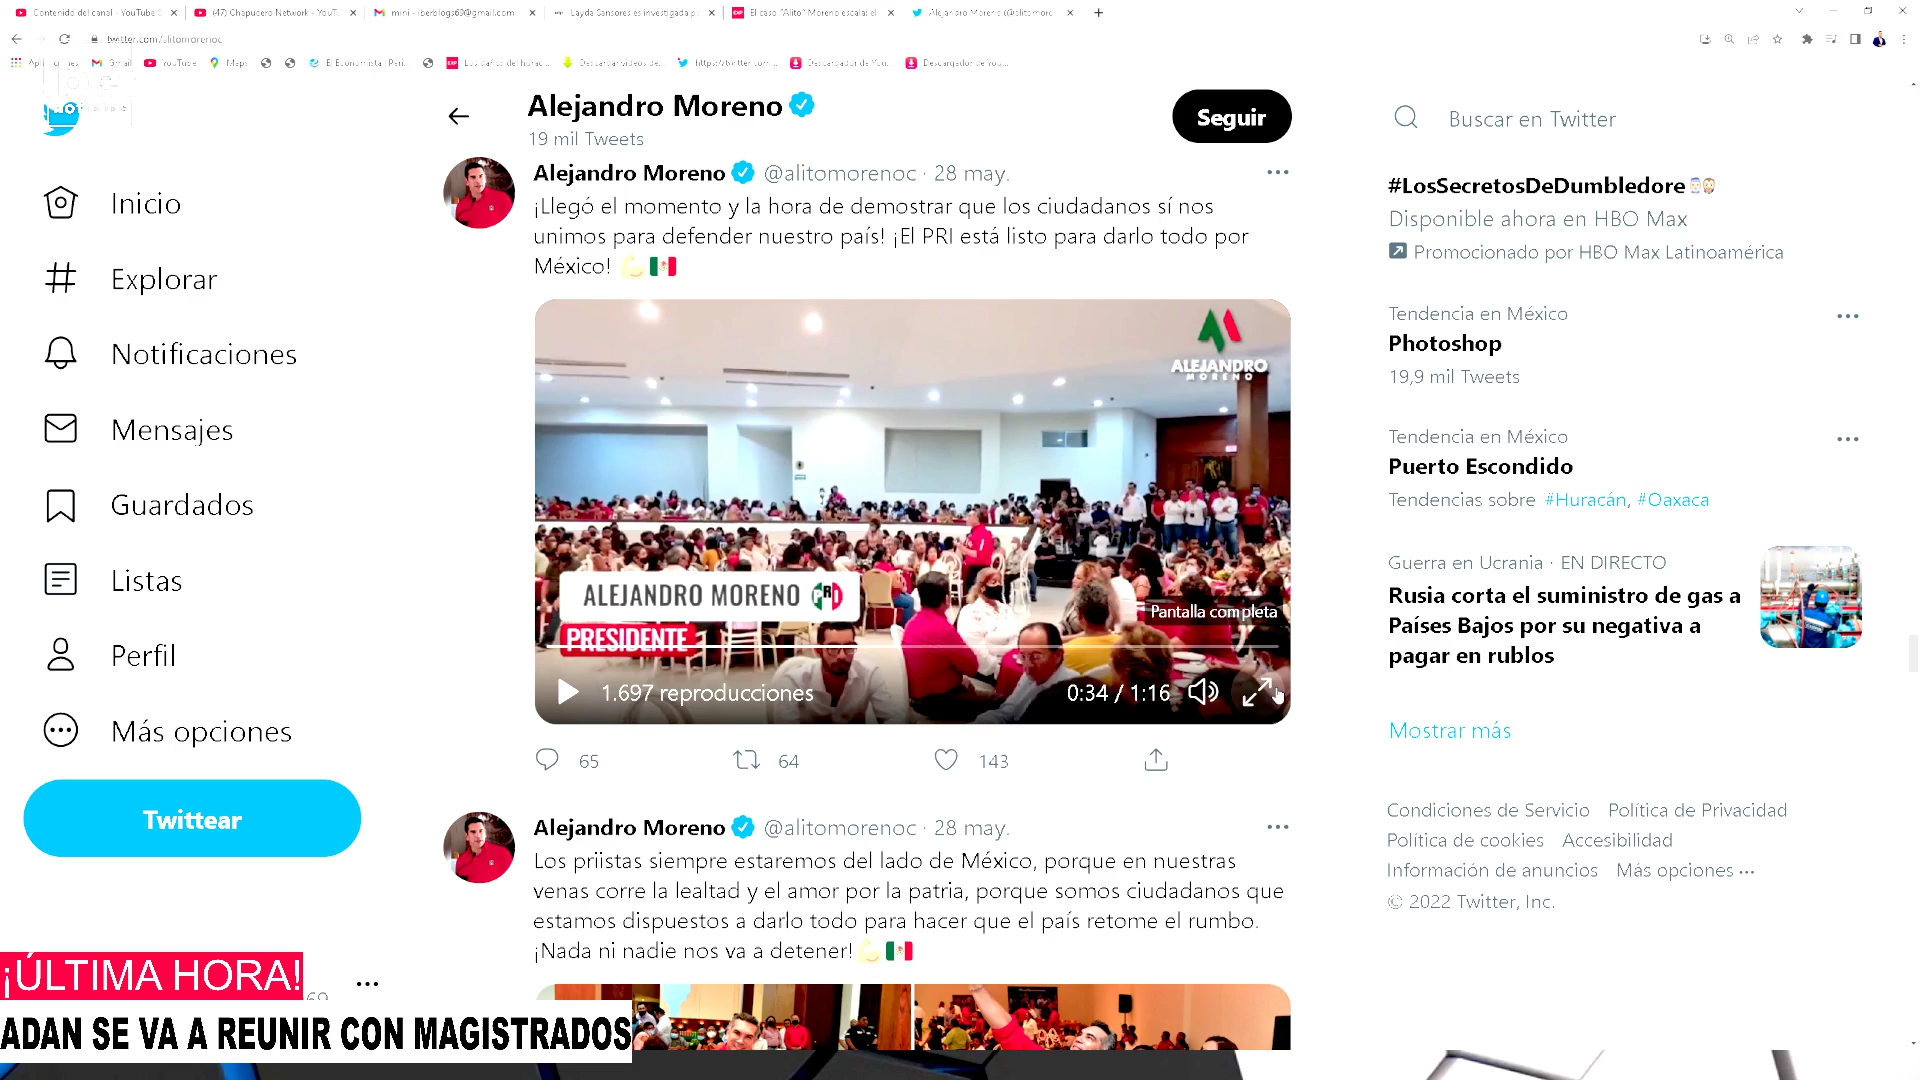 Contenido del canal - YouTube S
(47) Chapucero Network - YouTu
mini - iberblogs69@gmail.com
Layda Sansores es investigada p
El caso "Alito" Moreno escala: el
Alejandro Moreno (@alitomoren
twitter.com/alitomorenoc
Aplicaciones
Gmail
YouTube
Maps
El Economista | Peri...
Los daños del hurac...
Descargar videos de...
https://twitter.com...
Descargador de You...
Descargador de You...
Alejandro Moreno
19 mil Tweets
Seguir
Buscar en Twitter
Inicio
Explorar
Notificaciones
Mensajes
Guardados
Listas
Perfil
Más opciones
Twittear
Alejandro Moreno @alitomorenoc · 28 may.
¡Llegó el momento y la hora de demostrar que los ciudadanos sí nos
unimos para defender nuestro país! ¡El PRI está listo para darlo todo por
México! 💪🇲🇽
ALEJANDRO
MORENO
ALEJANDRO MORENO PRI
PRESIDENTE
Pantalla completa
1.697 reproducciones
0:34 / 1:16
65
64
143
Alejandro Moreno @alitomorenoc · 28 may.
Los priistas siempre estaremos del lado de México, porque en nuestras
venas corre la lealtad y el amor por la patria, porque somos ciudadanos que
estamos dispuestos a darlo todo para hacer que el país retome el rumbo.
¡Nada ni nadie nos va a detener! 💪🇲🇽
#LosSecretosDeDumbledore
Disponible ahora en HBO Max
Promocionado por HBO Max Latinoamérica
Tendencia en México
Photoshop
19,9 mil Tweets
Tendencia en México
Puerto Escondido
Tendencias sobre #Huracán, #Oaxaca
Guerra en Ucrania · EN DIRECTO
Rusia corta el suministro de gas a
Países Bajos por su negativa a
pagar en rublos
Mostrar más
Condiciones de Servicio Política de Privacidad
Política de cookies Accesibilidad
Información de anuncios Más opciones ···
© 2022 Twitter, Inc.
¡ÚLTIMA HORA!
ADAN SE VA A REUNIR CON MAGISTRADOS